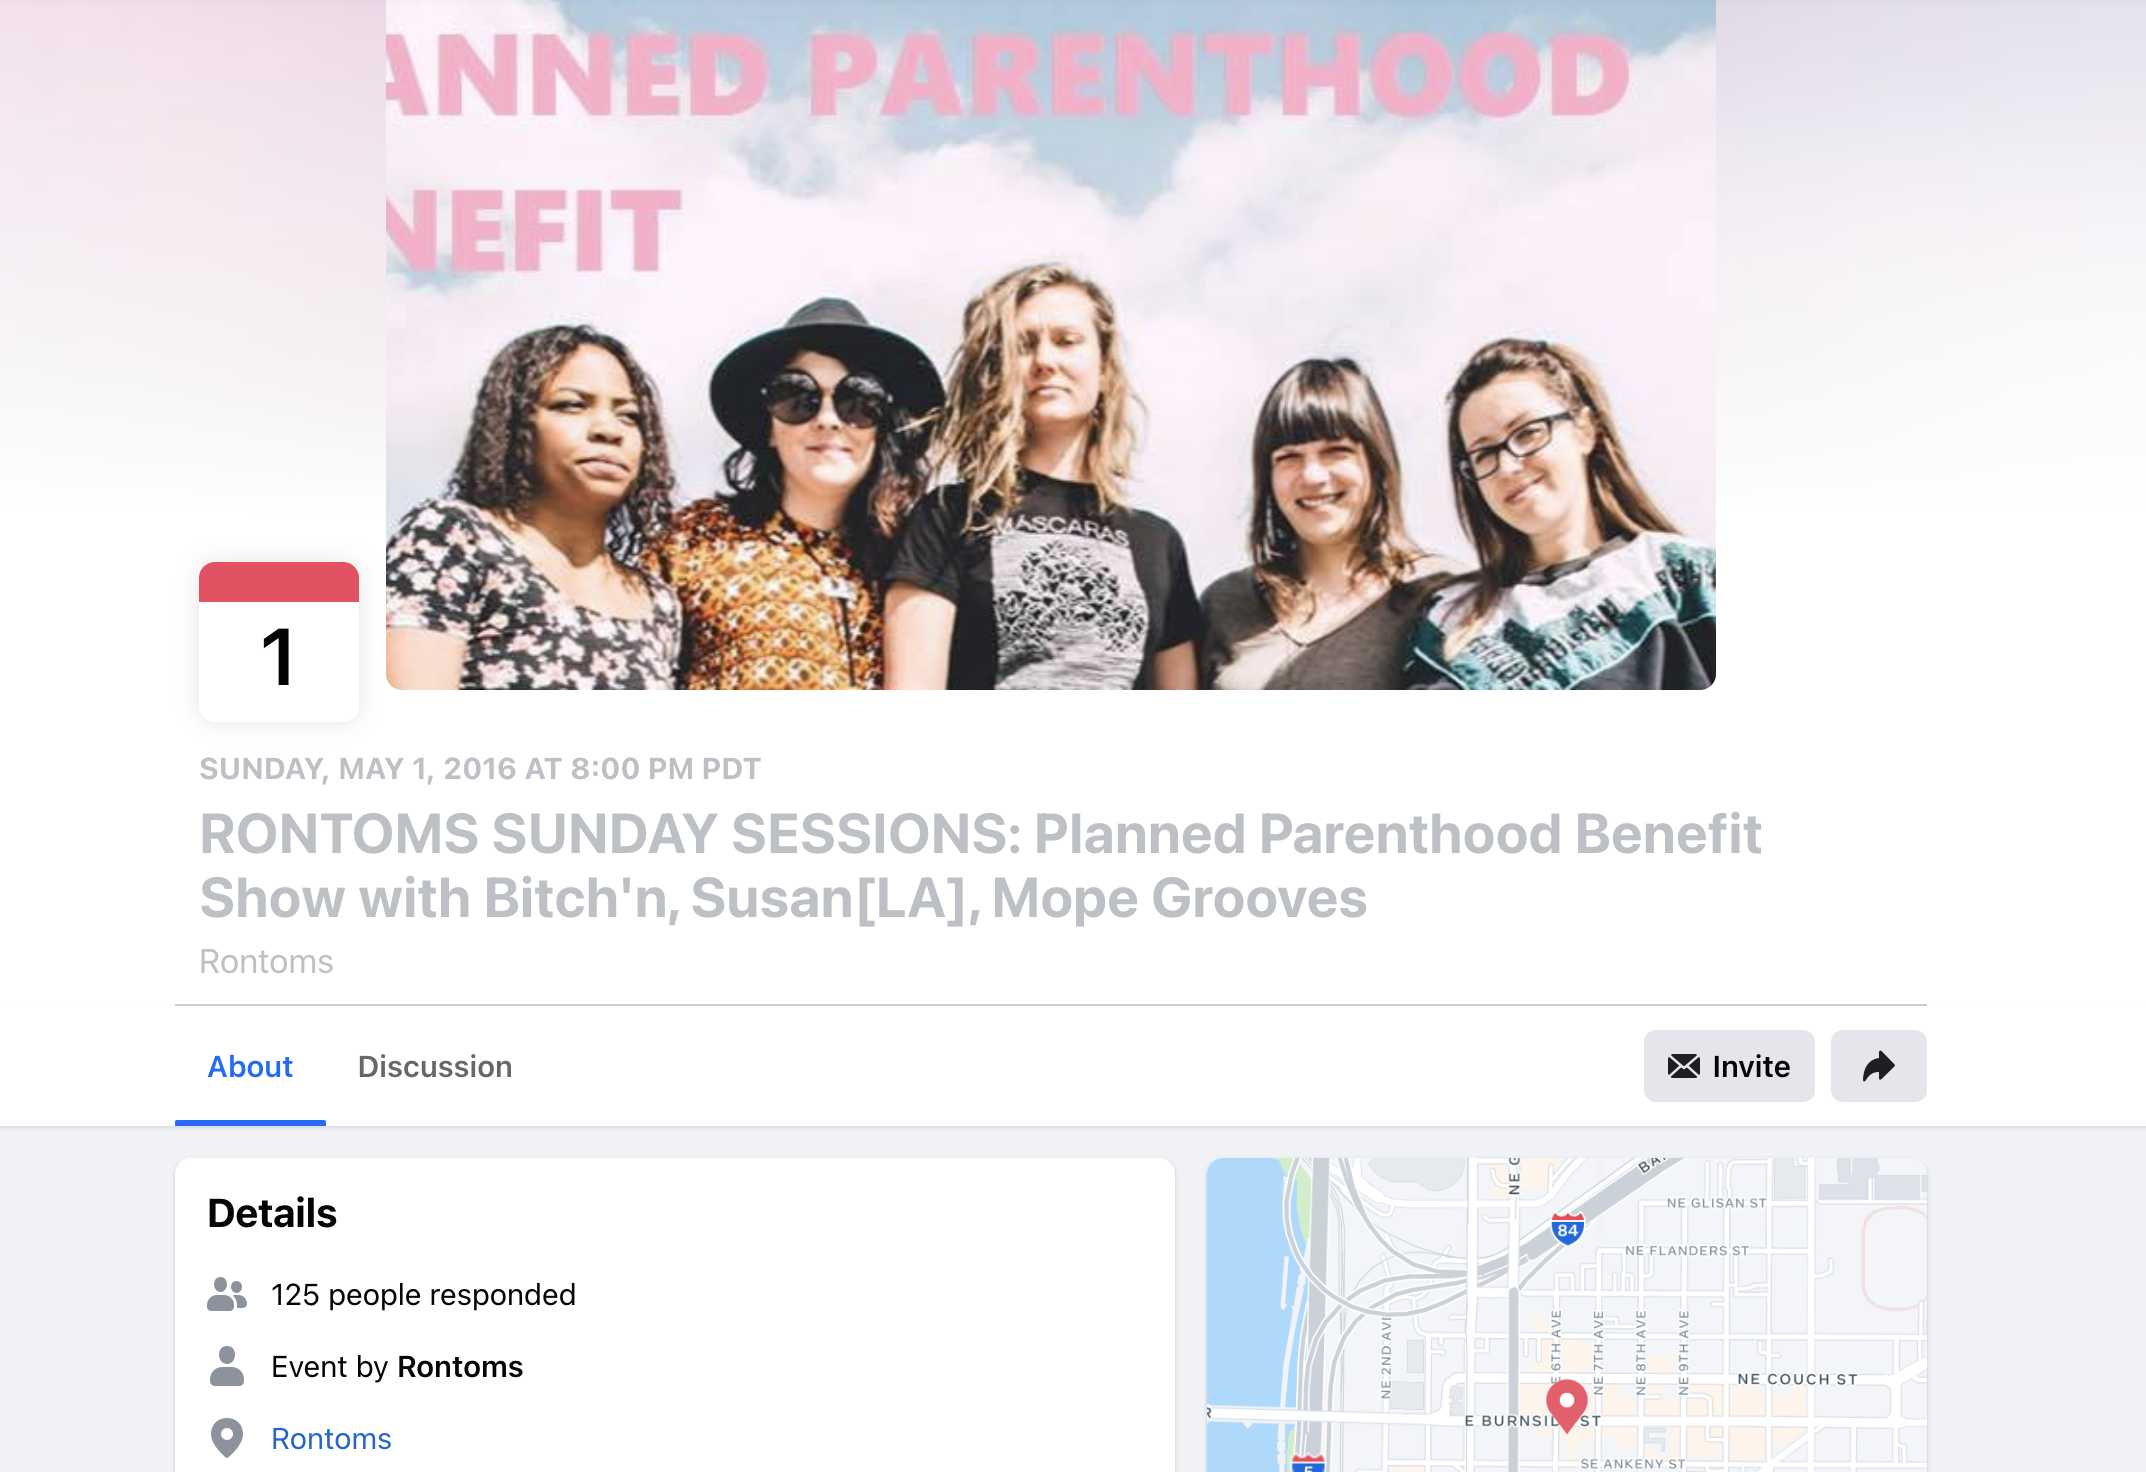 ANNED PARENTHOOD
NEFIT
MÁSCARAS
1
SUNDAY, MAY 1, 2016 AT 8:00 PM PDT
RONTOMS SUNDAY SESSIONS: Planned Parenthood Benefit
Show with Bitch'n, Susan[LA], Mope Grooves
Rontoms
About
Discussion
Invite
Details
125 people responded
Event by Rontoms
Rontoms
NE G
BA
NE GLISAN ST
84
NE FLANDERS ST
NE 2ND AVE
E 6TH AVE
NE 7TH AVE
NE 8TH AVE
NE 9TH AVE
NE COUCH ST
R
E BURNSIDE ST
5
SE ANKENY ST